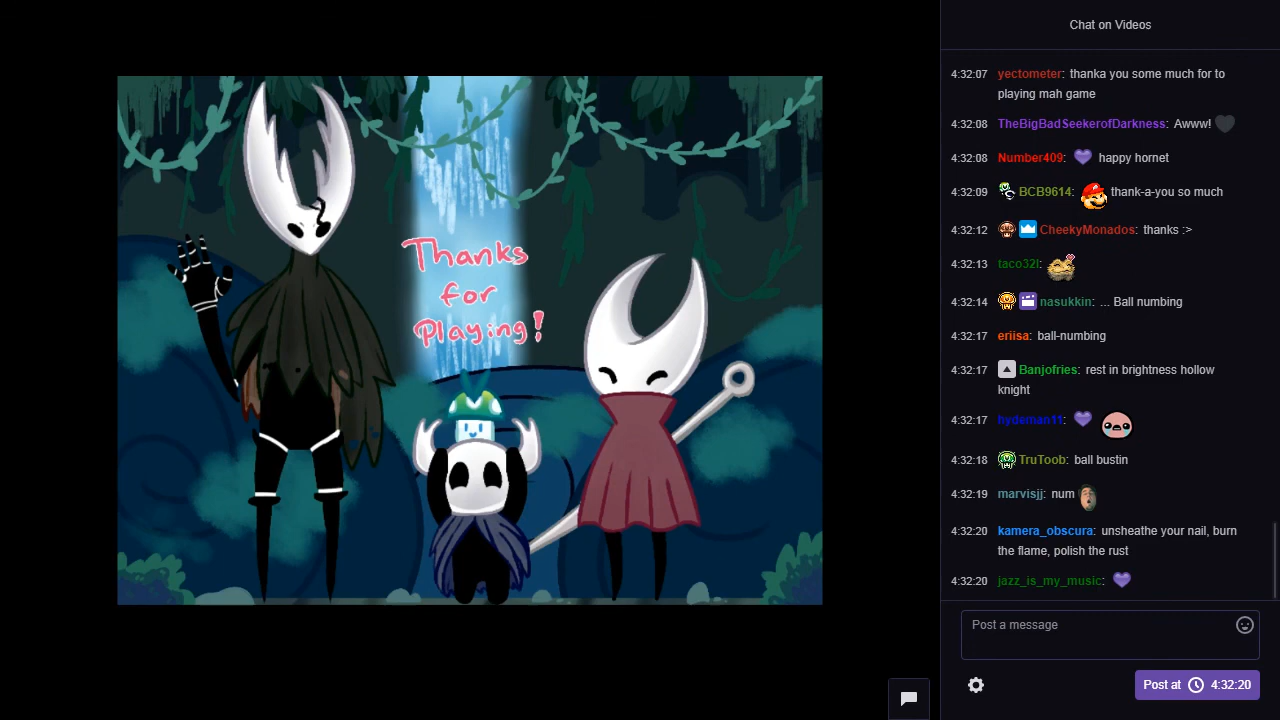 Thanks
for
Playing!
Chat on Videos
4:32:07 yectometer: thanka you some much for to
playing mah game
4:32:08 TheBigBadSeekerofDarkness: Awww!
4:32:08 Number409: happy hornet
4:32:09 BCB9614: thank-a-you so much
4:32:12 CheekyMonados: thanks :>
4:32:13 taco32l:
4:32:14 nasukkin: ... Ball numbing
4:32:17 eriisa: ball-numbing
4:32:17 Banjofries: rest in brightness hollow
knight
4:32:17 hydeman11:
4:32:18 TruToob: ball bustin
4:32:19 marvisjj: num
4:32:20 kamera_obscura: unsheathe your nail, burn
the flame, polish the rust
4:32:20 jazz_is_my_music:
Post a message
Post at 4:32:20